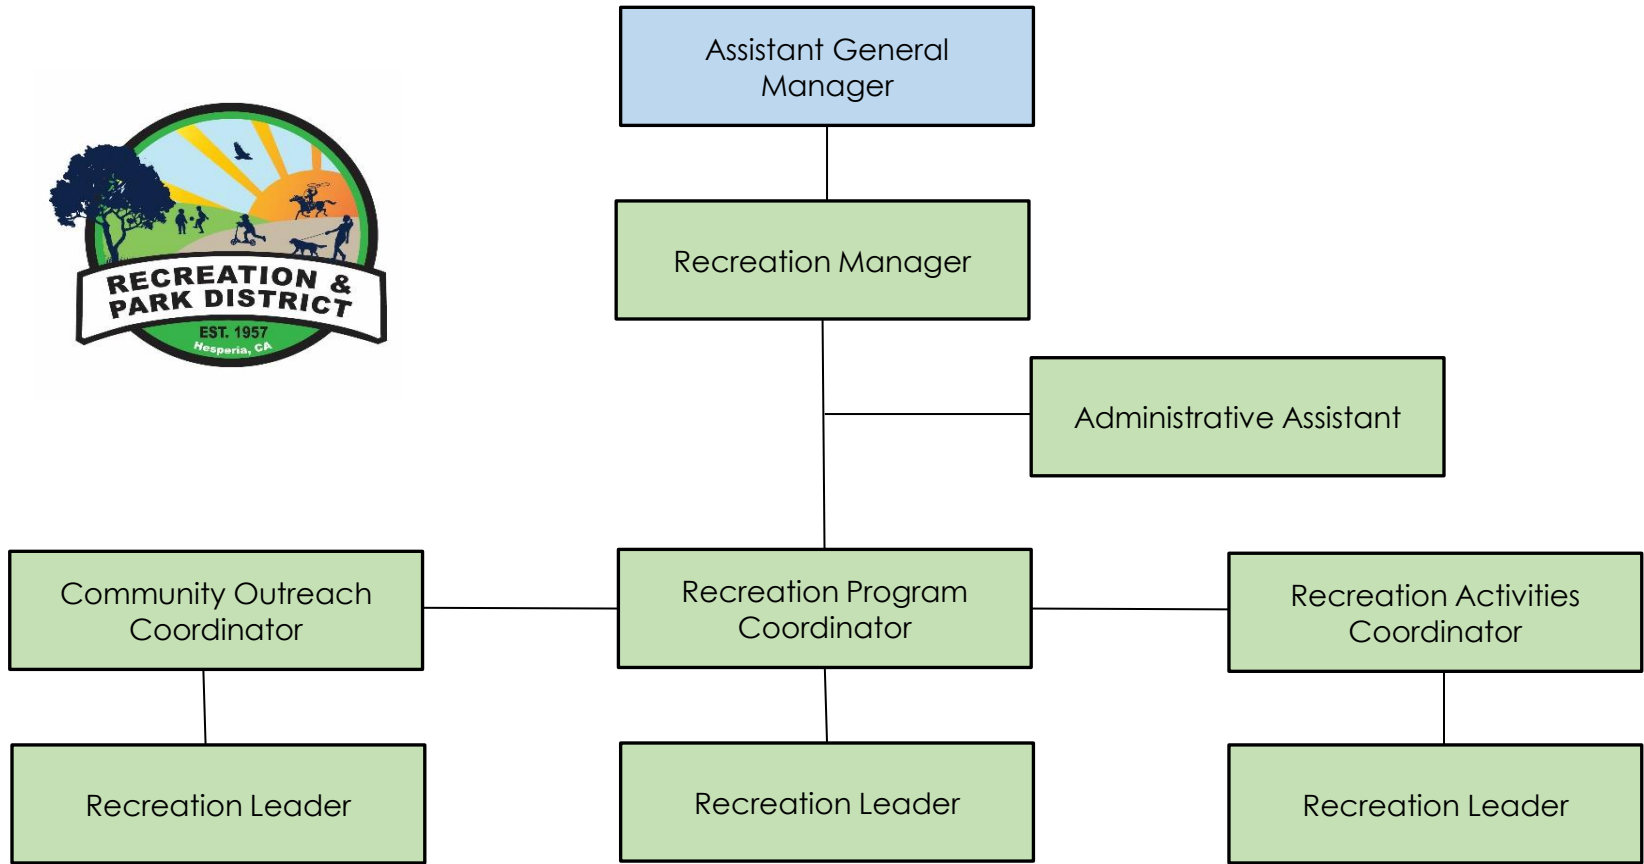 Assistant General
Manager
RECREATION &
PARK DISTRICT
EST. 1957
Hesperia, CA
Recreation Manager
Administrative Assistant
Community Outreach
Coordinator
Recreation Program
Coordinator
Recreation Activities
Coordinator
Recreation Leader
Recreation Leader
Recreation Leader